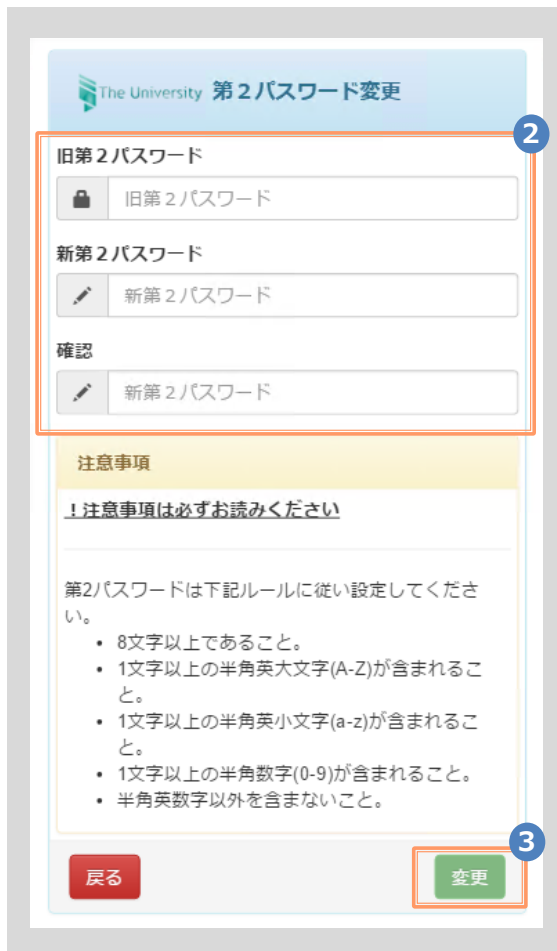 The University 第２パスワード変更
2
旧第２パスワード
旧第２パスワード
新第２パスワード
新第２パスワード
確認
新第２パスワード
注意事項
！注意事項は必ずお読みください
第2パスワードは下記ルールに従い設定してくださ
い。
• 8文字以上であること。
• 1文字以上の半角英大文字(A-Z)が含まれるこ
と。
• 1文字以上の半角英小文字(a-z)が含まれるこ
と。
• 1文字以上の半角数字(0-9)が含まれること。
• 半角英数字以外を含まないこと。
3
戻る
変更